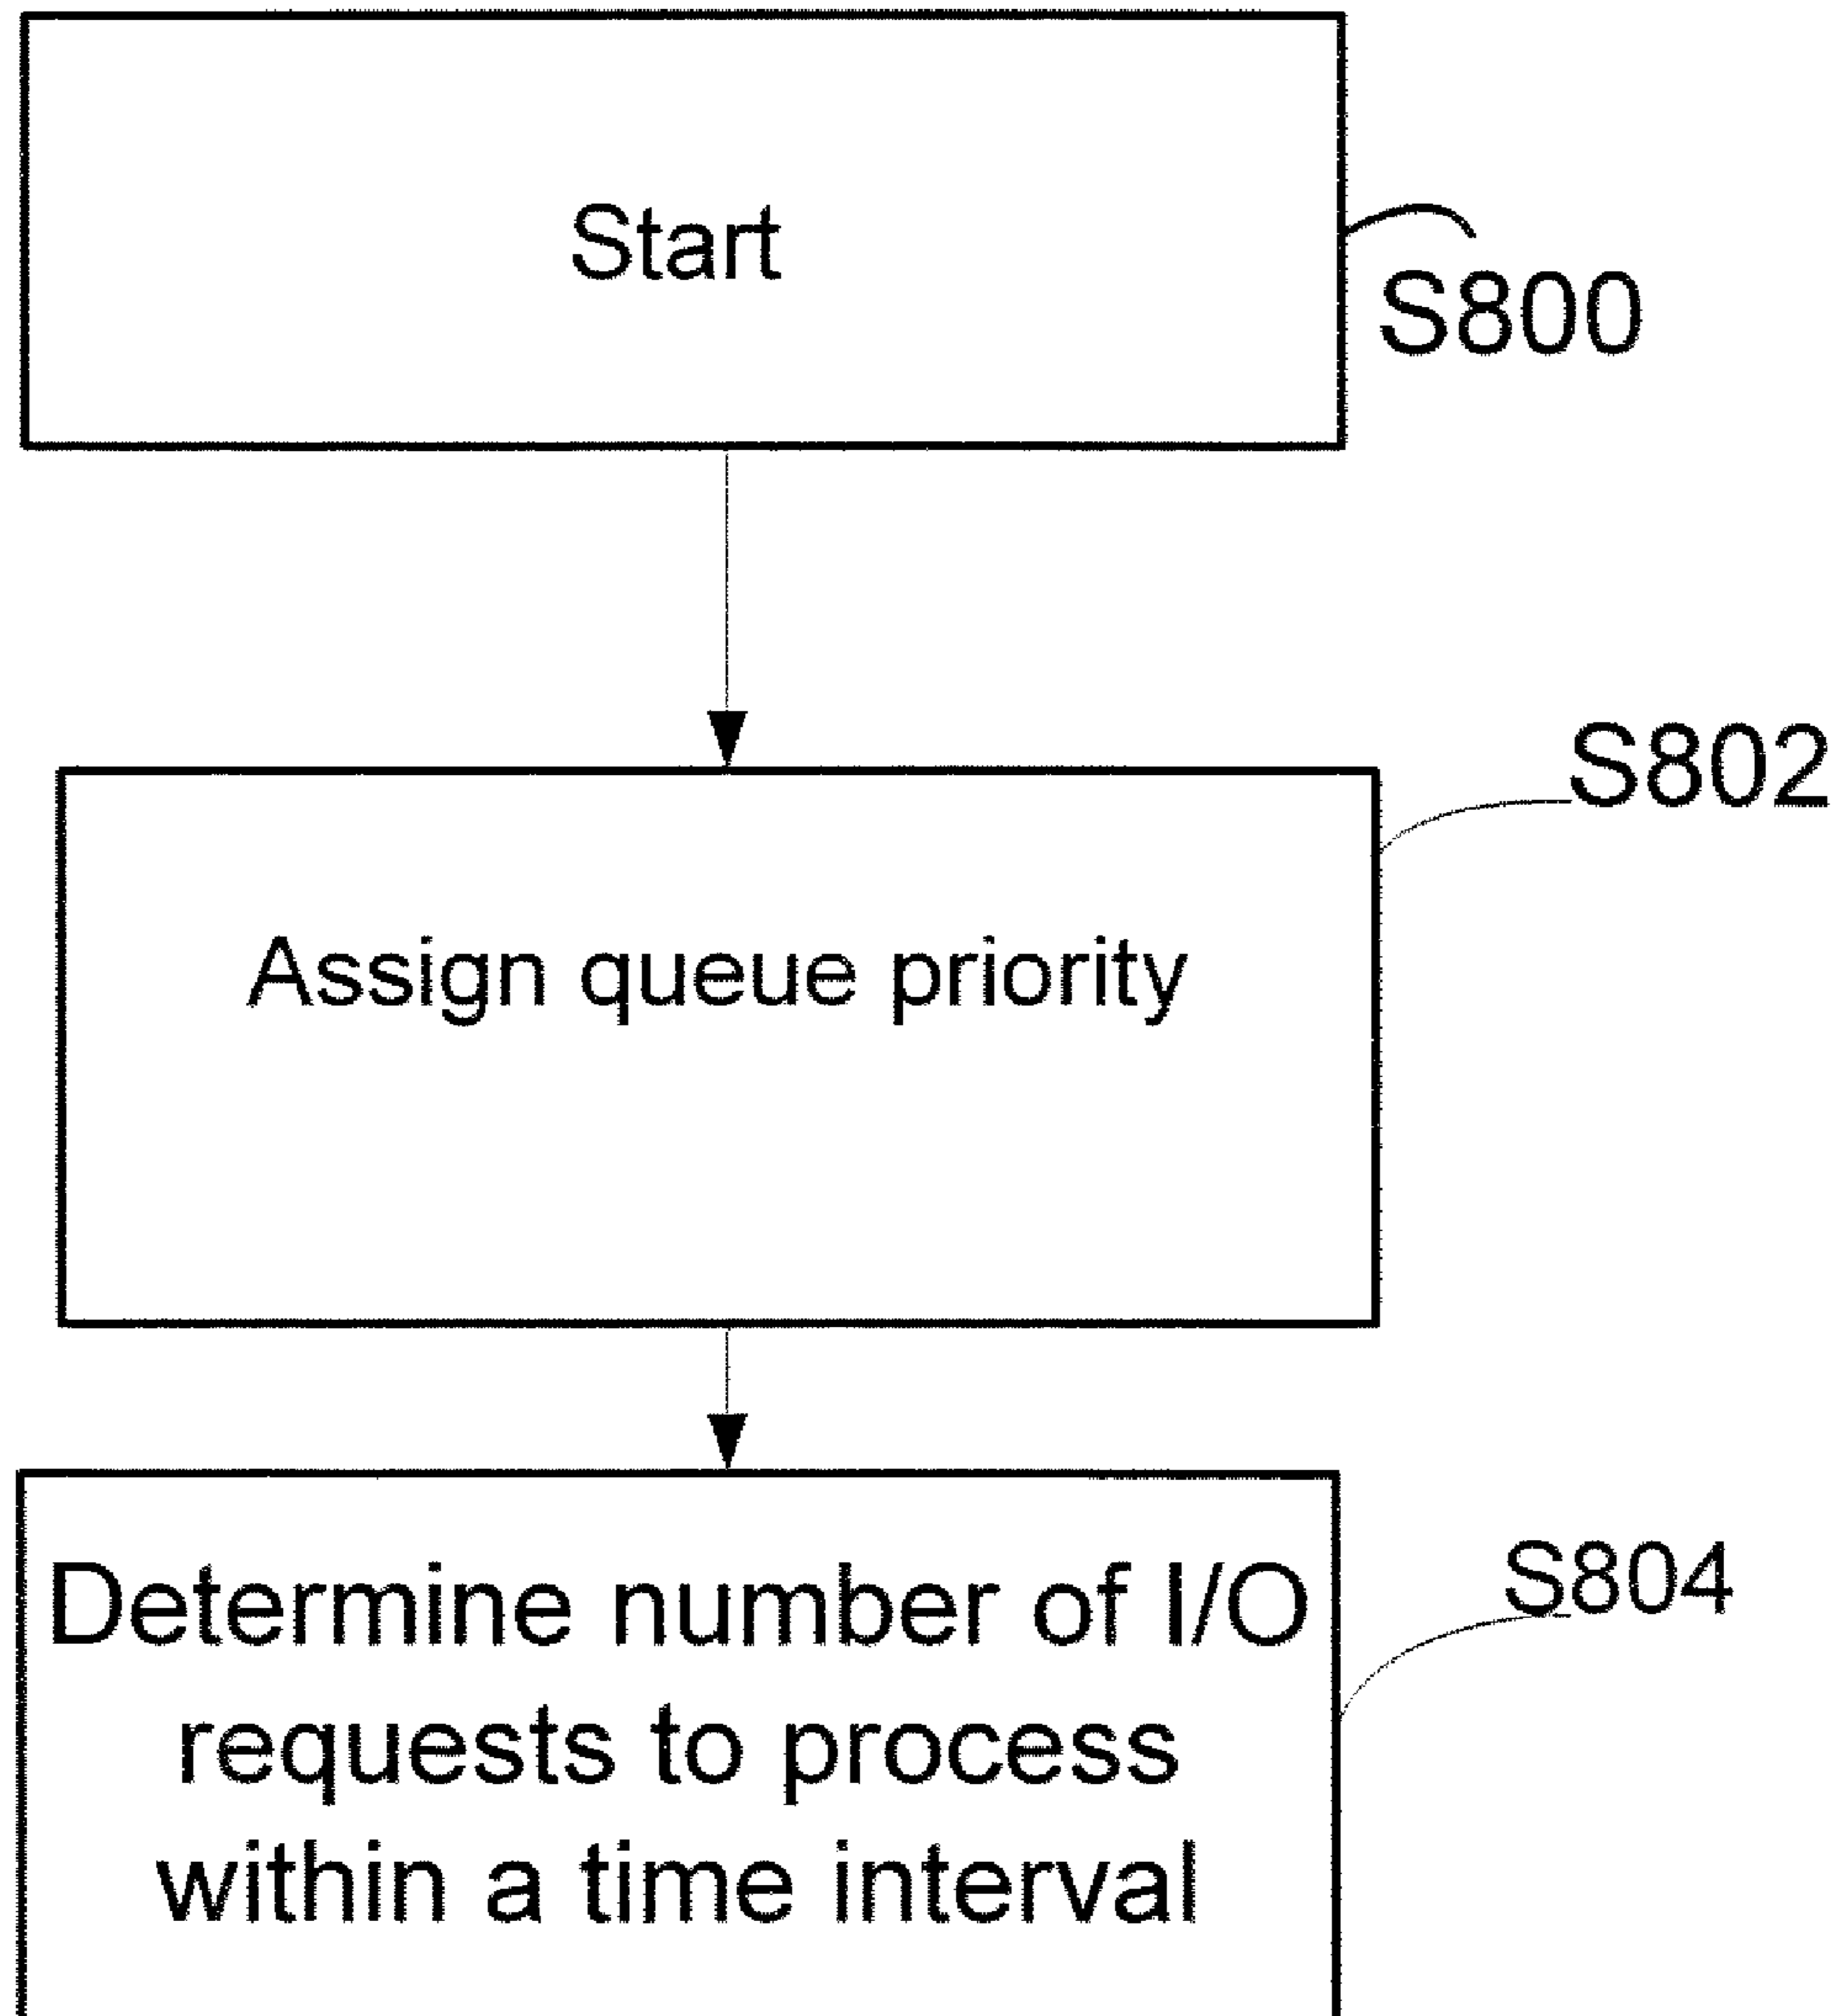 Start
S800
S802
Assign queue priority
Determine number of I/O
S804
requests to process
within a time interval